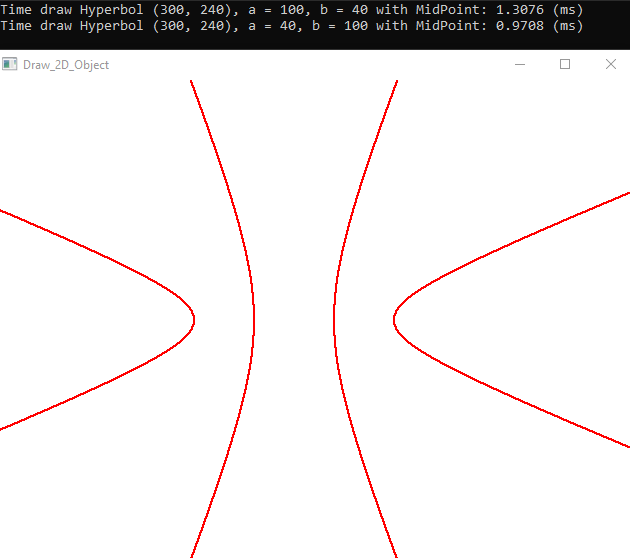 Time draw Hyperbol (300, 240), a = 100, b = 40 with MidPoint: 1.3076 (ms)
Time draw Hyperbol (300, 240), a = 40, b = 100 with MidPoint: 0.9708 (ms)
Draw_2D_Object